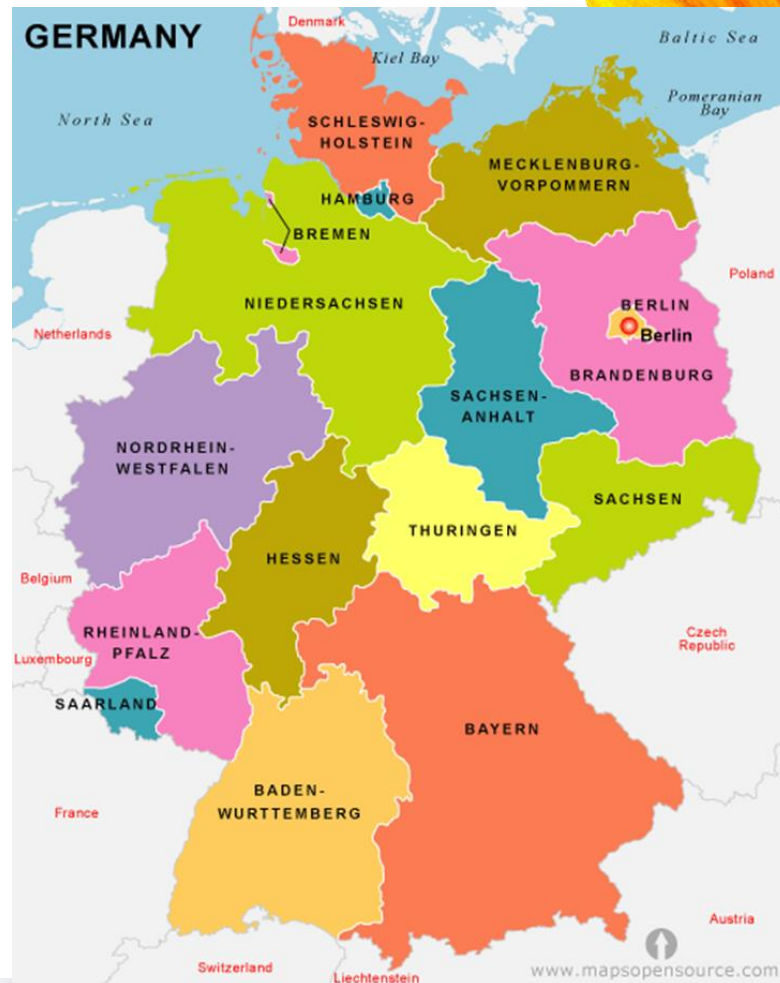 GERMANY
Denmark
Baltic Sea
Kiel Bay
Pomeranian
Bay
North Sea
SCHLESWIG-
HOLSTEIN
MECKLENBURG-
VORPOMMERN
HAMBURG
BREMEN
Poland
NIEDERSACHSEN
BERLIN
Berlin
Netherlands
BRANDENBURG
SACHSEN-
ANHALT
NORDRHEIN-
WESTFALEN
SACHSEN
THURINGEN
HESSEN
Belgium
RHEINLAND-
PFALZ
Czech
Republic
Luxembourg
SAARLAND
BAYERN
BADEN-
WURTTEMBERG
France
Austria
Switzerland
Liechtenstein
www.mapsopensource.com